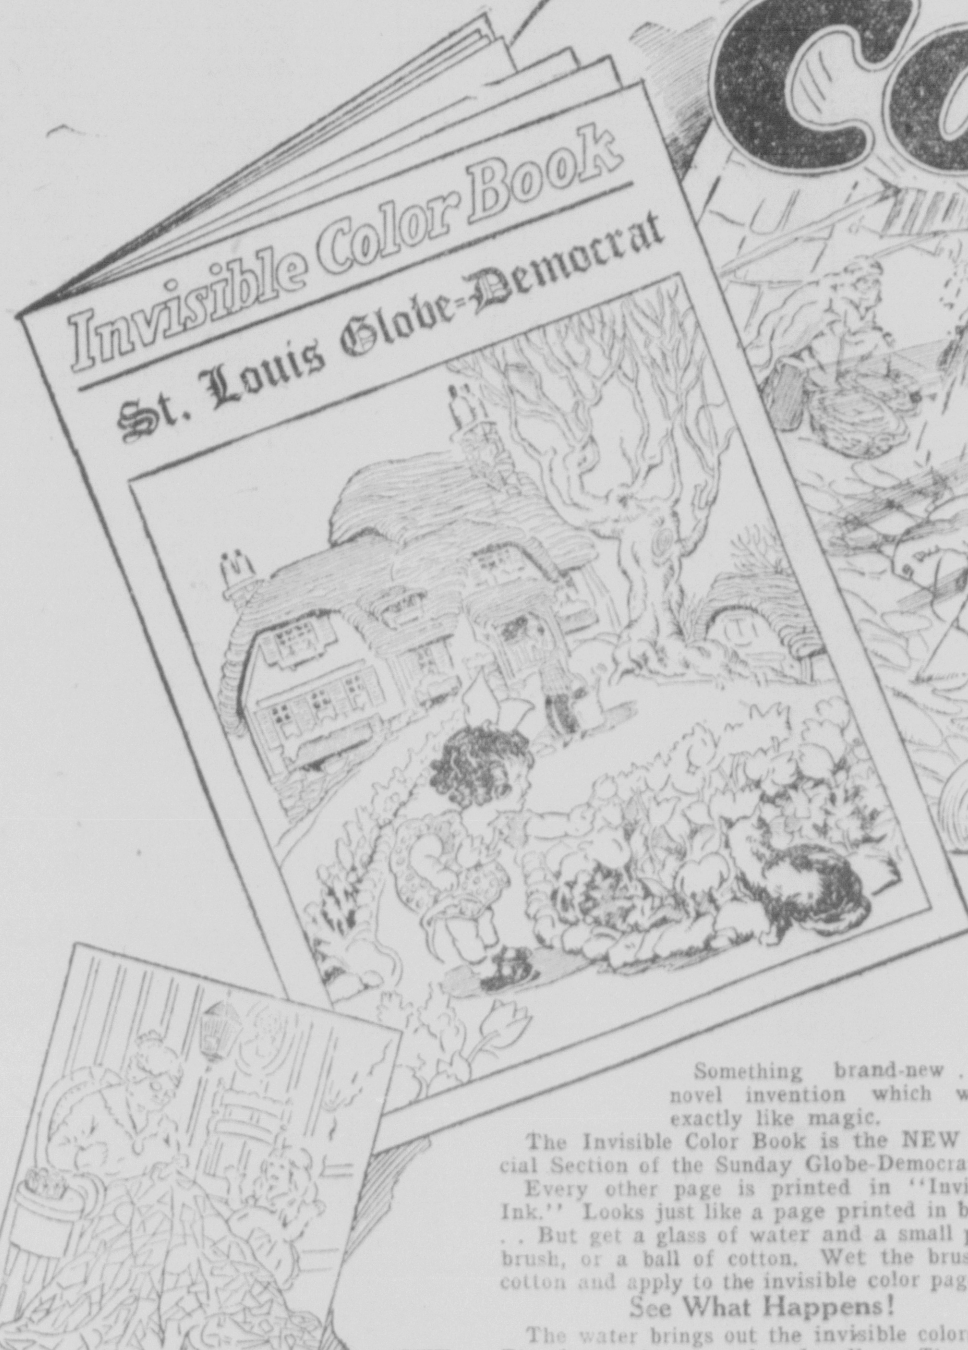 Co
Invisible Color Book
St. Louis Globe=Democrat
Something brand-new .
novel invention which w
exactly like magic.
The Invisible Color Book is the NEW
cial Section of the Sunday Globe-Democra
Every other page is printed in "Invi
Ink." Looks just like a page printed in b
. . But get a glass of water and a small p
brush, or a ball of cotton. Wet the brus
cotton and apply to the invisible color pag
See What Happens!
The water brings out the invisible color